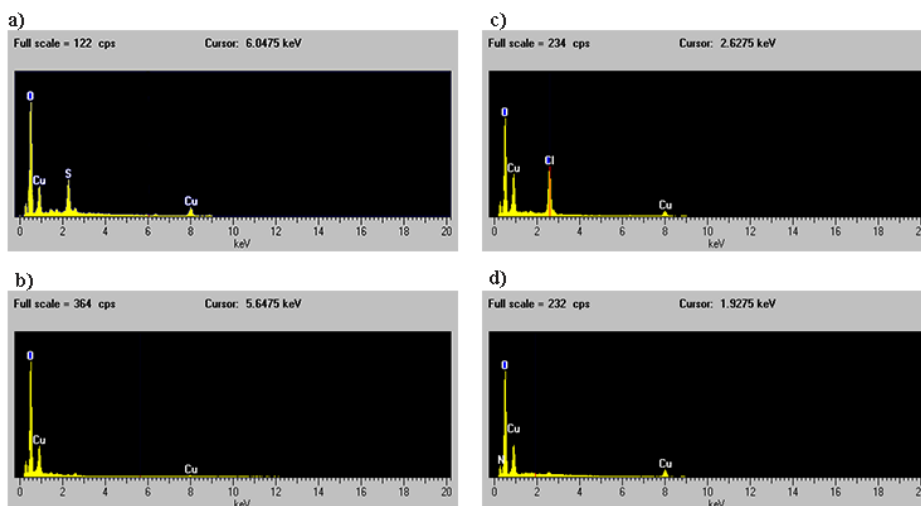 a)
Full scale = 122 cps Cursor: 6.0475 keV
O
Cu
S
Cu
0 2 4 6 8 10 12 14 16 18 20
keV
b)
Full scale = 364 cps Cursor: 5.6475 keV
O
Cu
Cu
0 2 4 6 8 10 12 14 16 18 20
keV
c)
Full scale = 234 cps Cursor: 2.6275 keV
O
Cu
Cl
Cu
0 2 4 6 8 10 12 14 16 18 20
keV
d)
Full scale = 232 cps Cursor: 1.9275 keV
O
Cu
N
Cu
0 2 4 6 8 10 12 14 16 18 20
keV